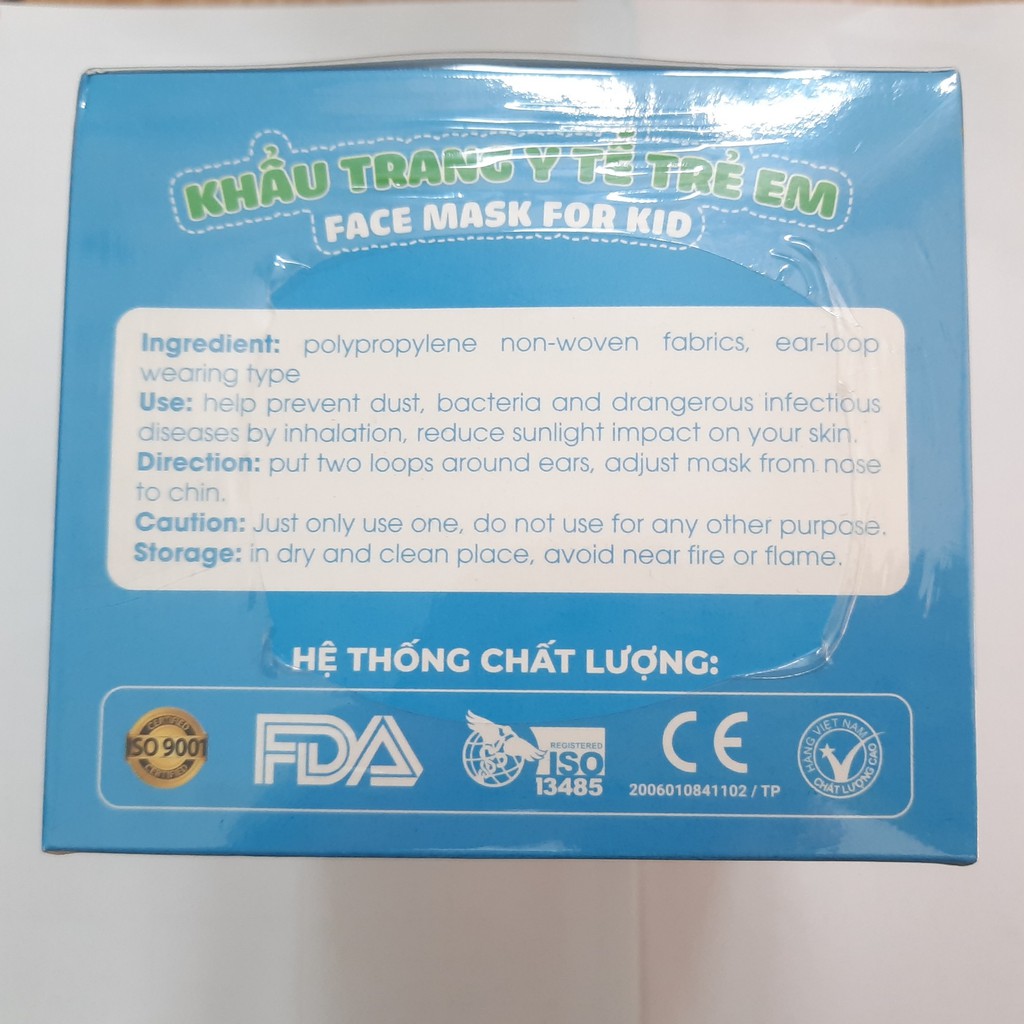 KHẨU TRANG Y TẾ TRẺ EM
FACE MASK FOR KID
Ingredient: polypropylene non-woven fabrics, ear-loop
wearing type
Use: help prevent dust, bacteria and drangerous infectious
diseases by inhalation, reduce sunlight impact on your skin.
Direction: put two loops around ears, adjust mask from nose
to chin.
Caution: Just only use one, do not use for any other purpose.
Storage: in dry and clean place, avoid near fire or flame.
HỆ THỐNG CHẤT LƯỢNG:
CERTIFIED
ISO 9001
CERTIFIED
FDA
REGISTERED
ISO
13485
CE
2006010841102 / TP
HÀNG VIỆT NAM
CHẤT LƯỢNG CAO